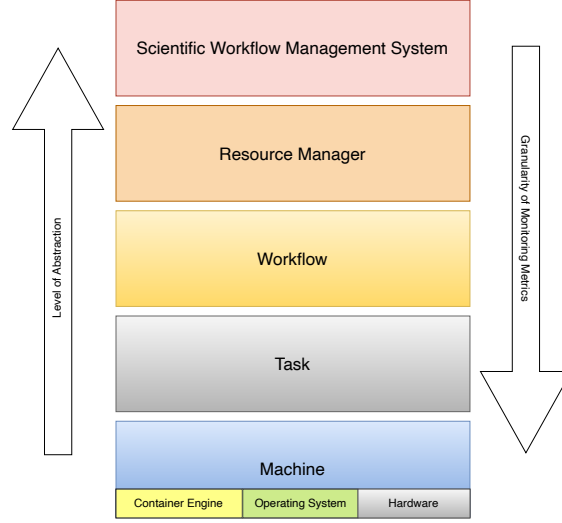 Scientific Workflow Management System
Resource Manager
Workflow
Task
Machine
Container Engine
Operating System
Hardware
Level of Abstraction
Granularity of Monitoring Metrics